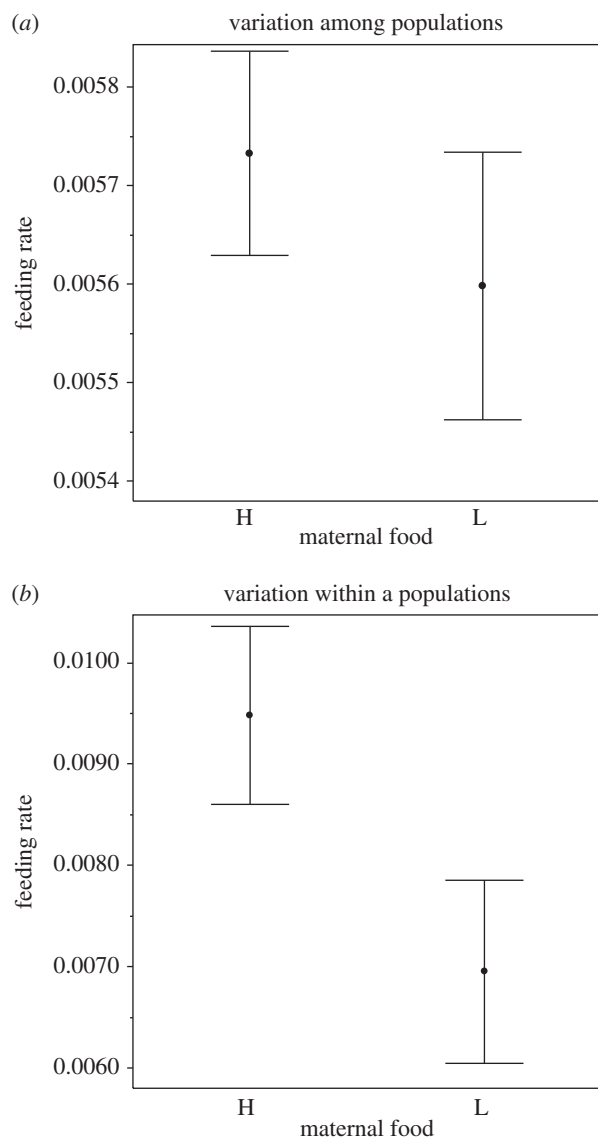 (a) variation among populations
0.0058
0.0057
0.0056
0.0055
0.0054
feeding rate
H L
maternal food
(b) variation within a populations
0.0100
0.0090
0.0080
0.0070
0.0060
feeding rate
H L
maternal food